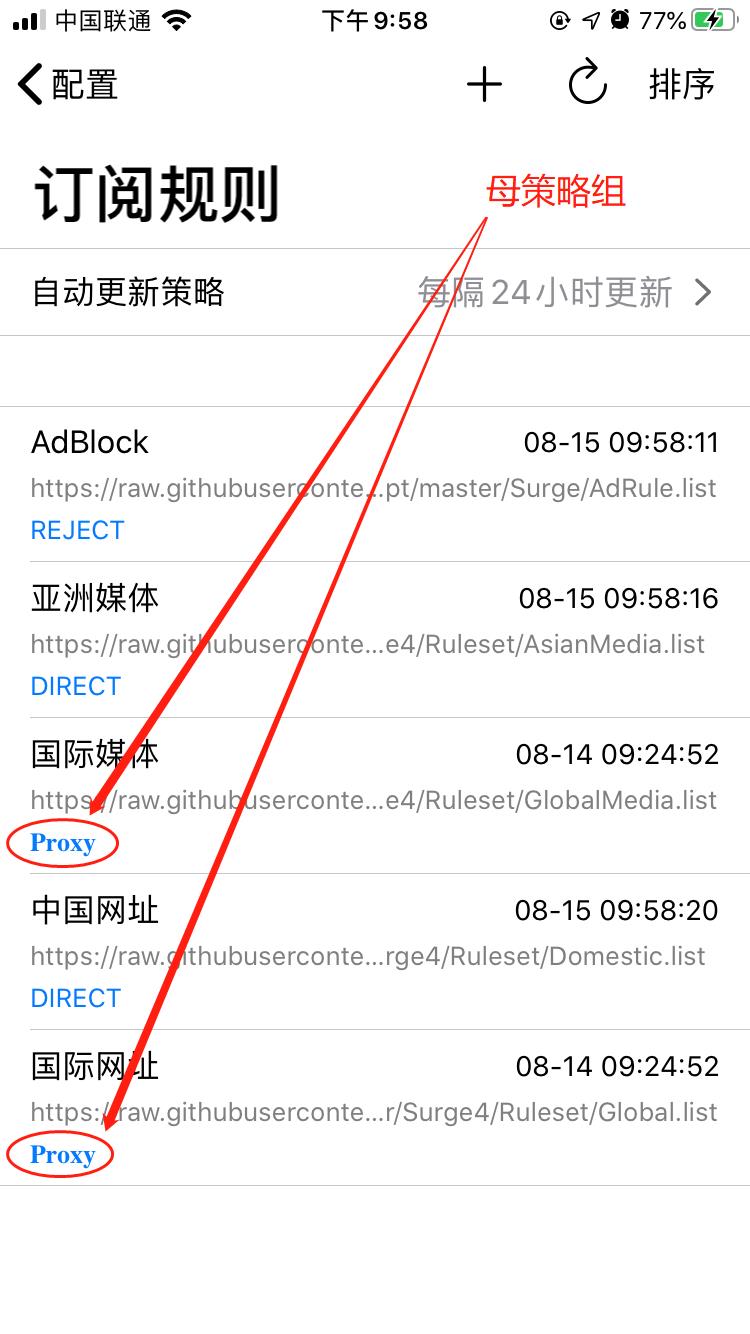 中国联通 下午9:58 77%
配置 排序
订阅规则 母策略组
自动更新策略 每隔24小时更新
AdBlock 08-15 09:58:11
https://raw.githubuserconte...pt/master/Surge/AdRule.list
REJECT
亚洲媒体 08-15 09:58:16
https://raw.githubuserconte...e4/Ruleset/AsianMedia.list
DIRECT
国际媒体 08-14 09:24:52
https://raw.githubuserconte...e4/Ruleset/GlobalMedia.list
Proxy
中国网址 08-15 09:58:20
https://raw.githubuserconte...rge4/Ruleset/Domestic.list
DIRECT
国际网址 08-14 09:24:52
https://raw.githubuserconte...r/Surge4/Ruleset/Global.list
Proxy